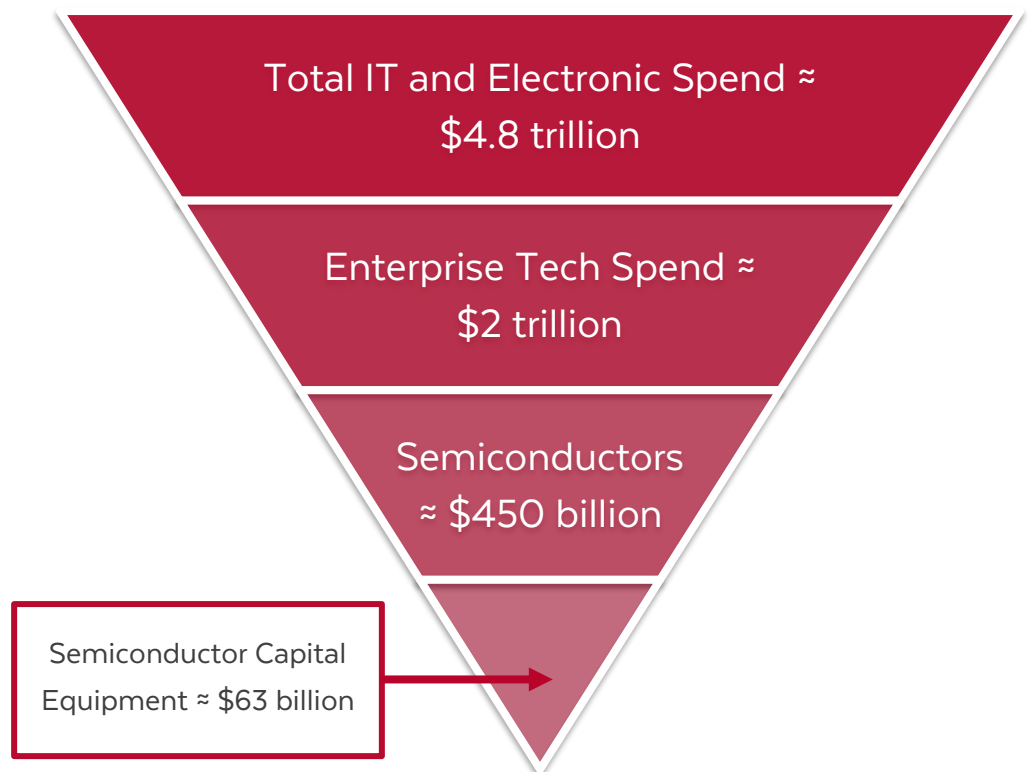 Total IT and Electronic Spend ≈
$4.8 trillion
Enterprise Tech Spend ≈
$2 trillion
Semiconductors
≈ $450 billion
Semiconductor Capital
Equipment ≈ $63 billion